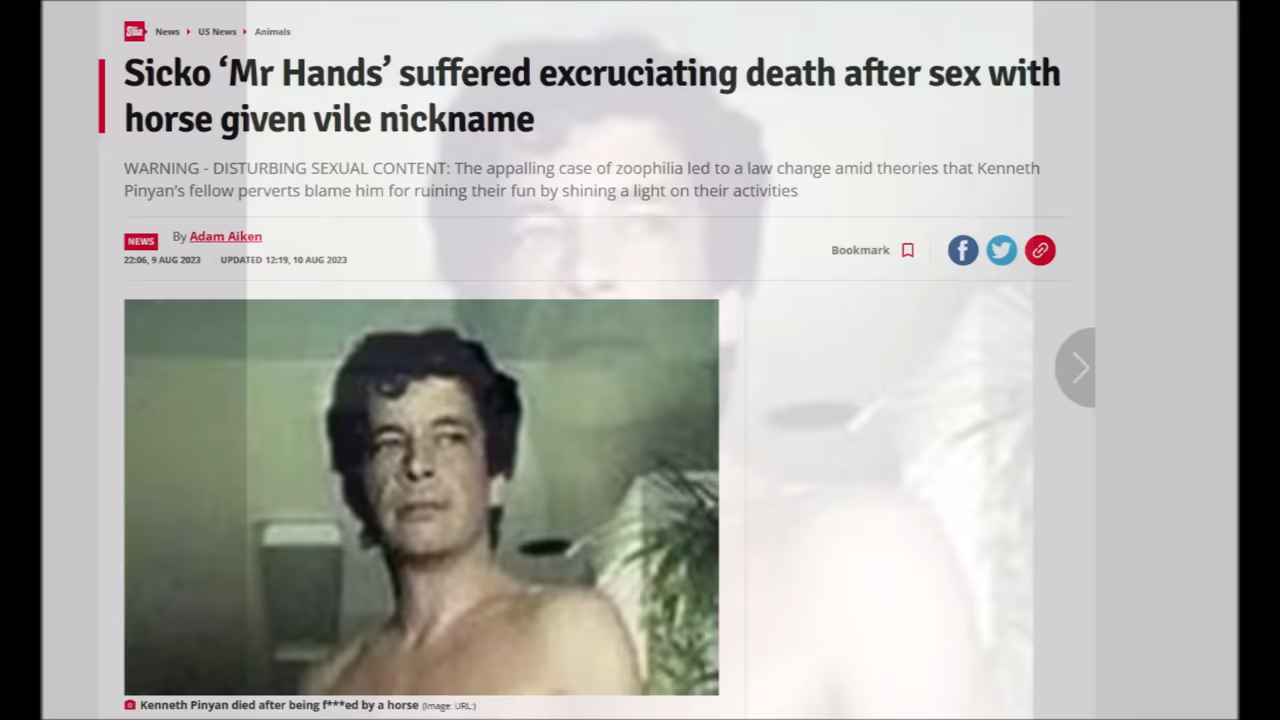 Star News US News Animals
Sicko ‘Mr Hands’ suffered excruciating death after sex with
horse given vile nickname
WARNING - DISTURBING SEXUAL CONTENT: The appalling case of zoophilia led to a law change amid theories that Kenneth
Pinyan’s fellow perverts blame him for ruining their fun by shining a light on their activities
NEWS By Adam Aiken
22:06, 9 AUG 2023 UPDATED 12:19, 10 AUG 2023
Bookmark
Kenneth Pinyan died after being f***ed by a horse (Image: URL:)